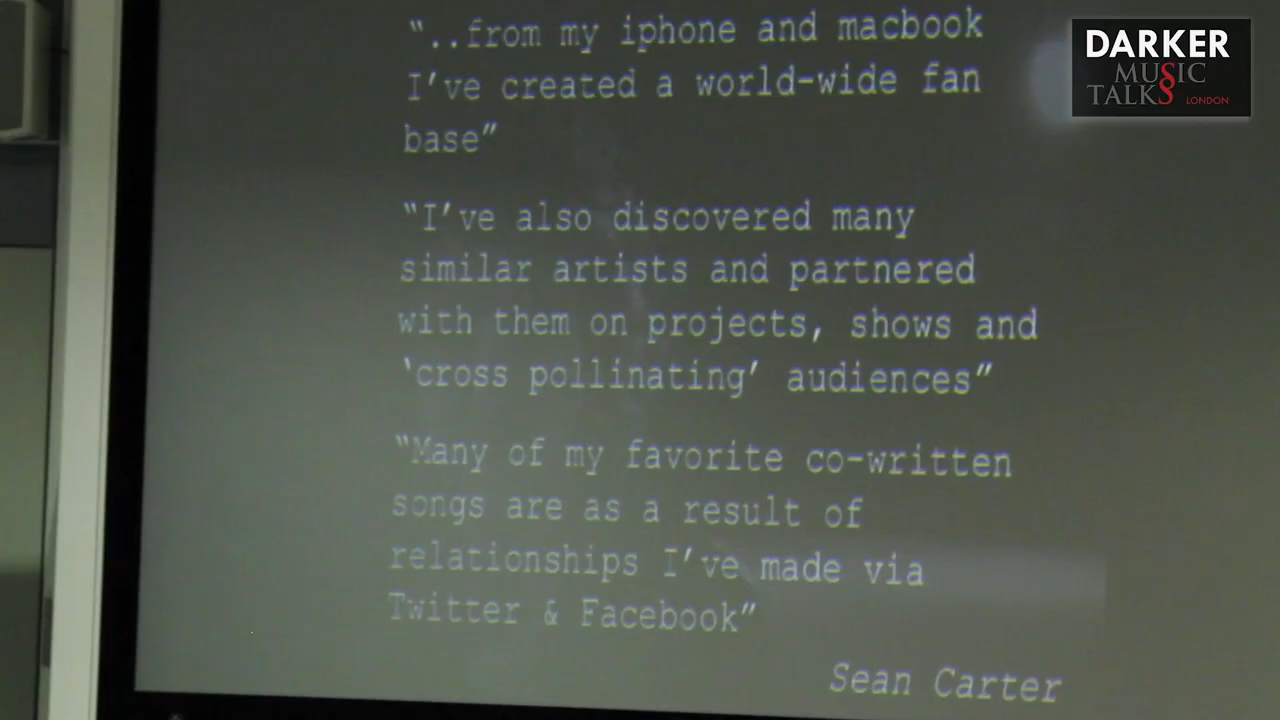 “..from my iphone and macbook
I’ve created a world-wide fan
base”
“I’ve also discovered many
similar artists and partnered
with them on projects, shows and
‘cross pollinating’ audiences”
“Many of my favorite co-written
songs are as a result of
relationships I’ve made via
Twitter & Facebook”
Sean Carter
DARKER
MUSIC
TALKS LONDON